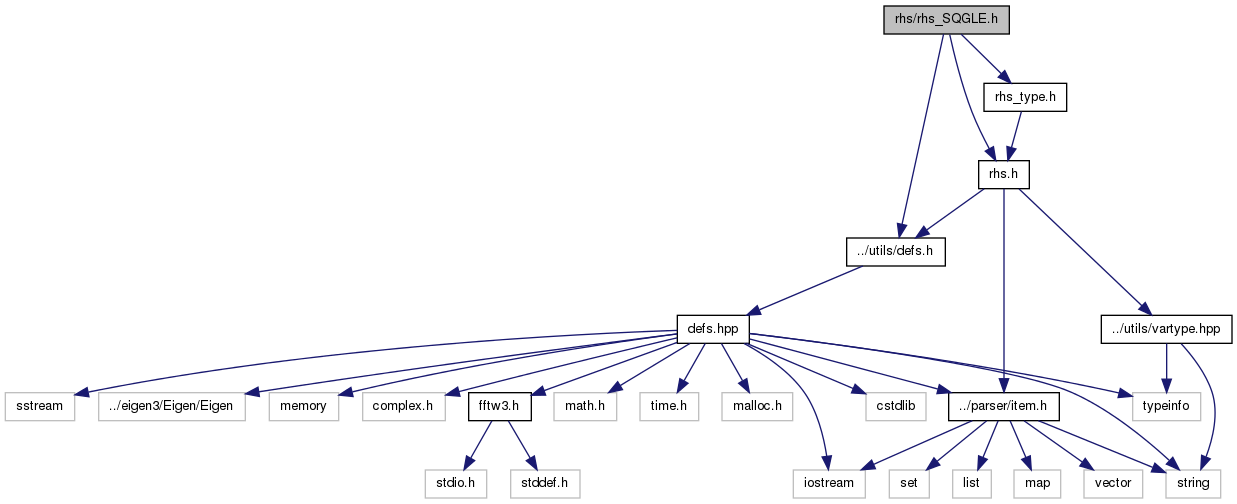 rhs/rhs_SQGLE.h
rhs_type.h
rhs.h
../utils/defs.h
defs.hpp
../utils/vartype.hpp
sstream
../eigen3/Eigen/Eigen
memory
complex.h
fftw3.h
math.h
time.h
malloc.h
cstdlib
../parser/item.h
typeinfo
stdio.h
stddef.h
iostream
set
list
map
vector
string